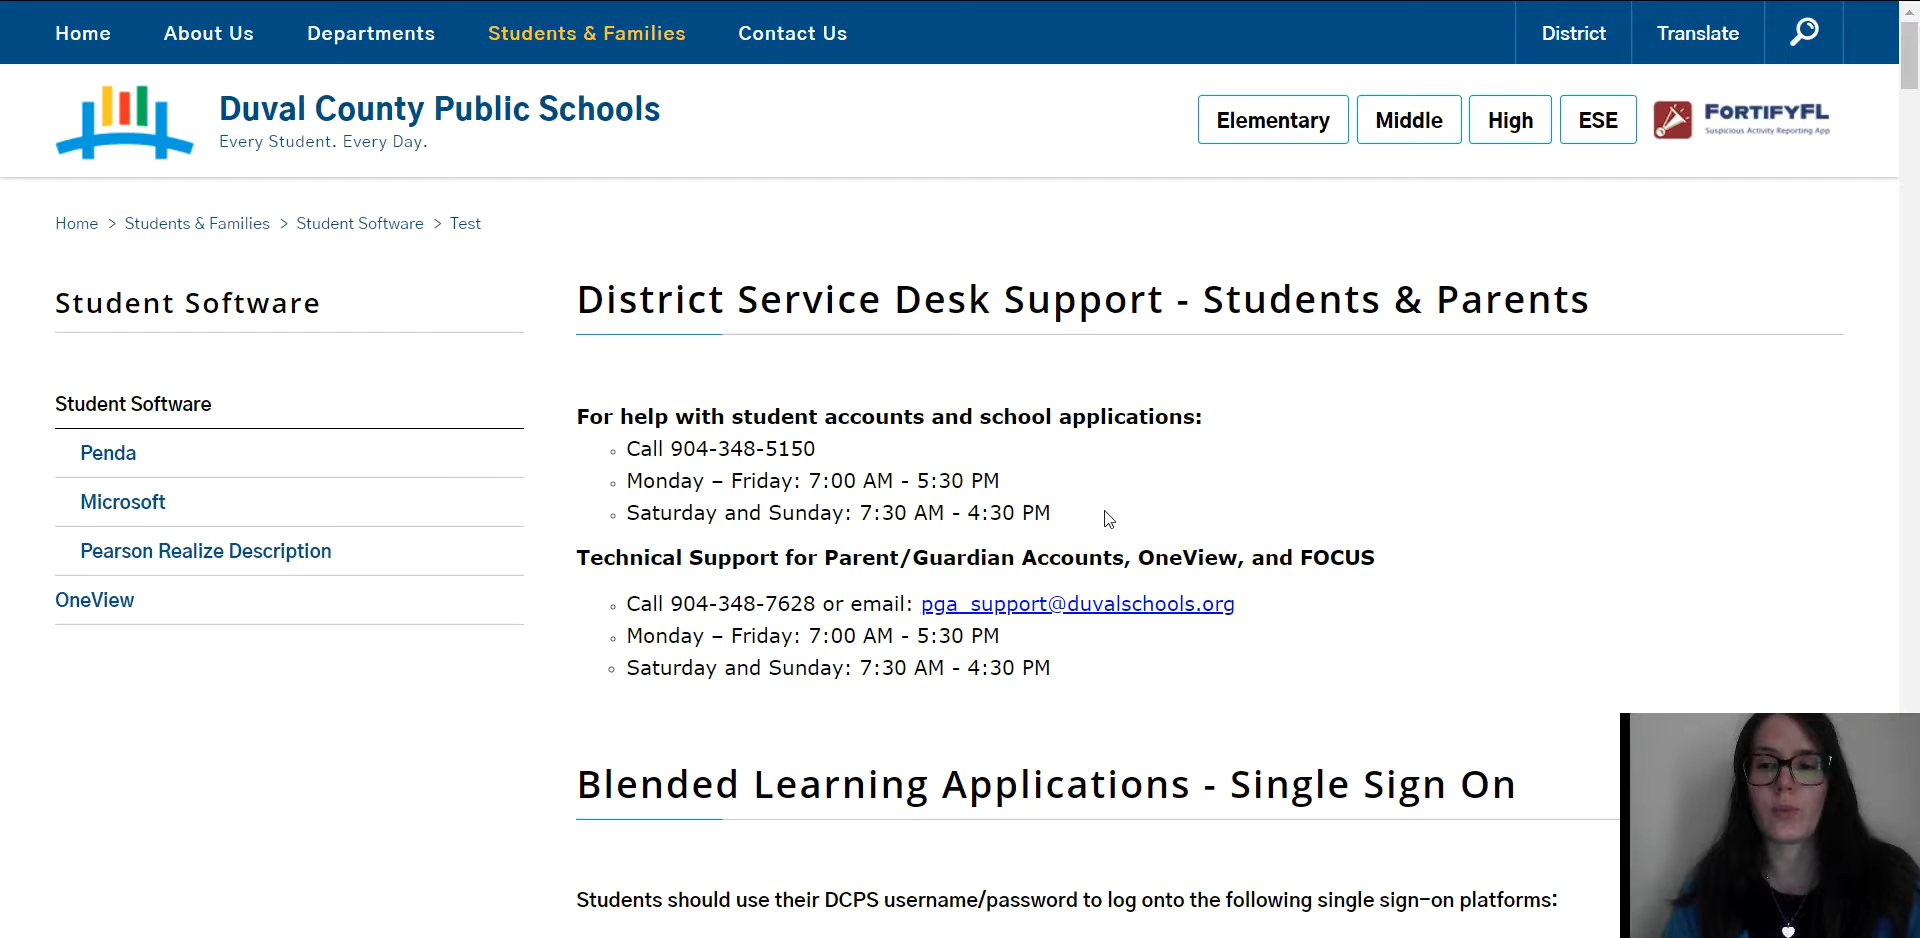 Home About Us Departments Students & Families Contact Us District Translate
Duval County Public Schools
Every Student. Every Day.
Elementary Middle High ESE
FORTIFYFL
Suspicious Activity Reporting App
Home > Students & Families > Student Software > Test
Student Software
Student Software
Penda
Microsoft
Pearson Realize Description
OneView
District Service Desk Support - Students & Parents
For help with student accounts and school applications:
Call 904-348-5150
Monday – Friday: 7:00 AM - 5:30 PM
Saturday and Sunday: 7:30 AM - 4:30 PM
Technical Support for Parent/Guardian Accounts, OneView, and FOCUS
Call 904-348-7628 or email: pga_support@duvalschools.org
Monday – Friday: 7:00 AM - 5:30 PM
Saturday and Sunday: 7:30 AM - 4:30 PM
Blended Learning Applications - Single Sign On
Students should use their DCPS username/password to log onto the following single sign-on platforms: